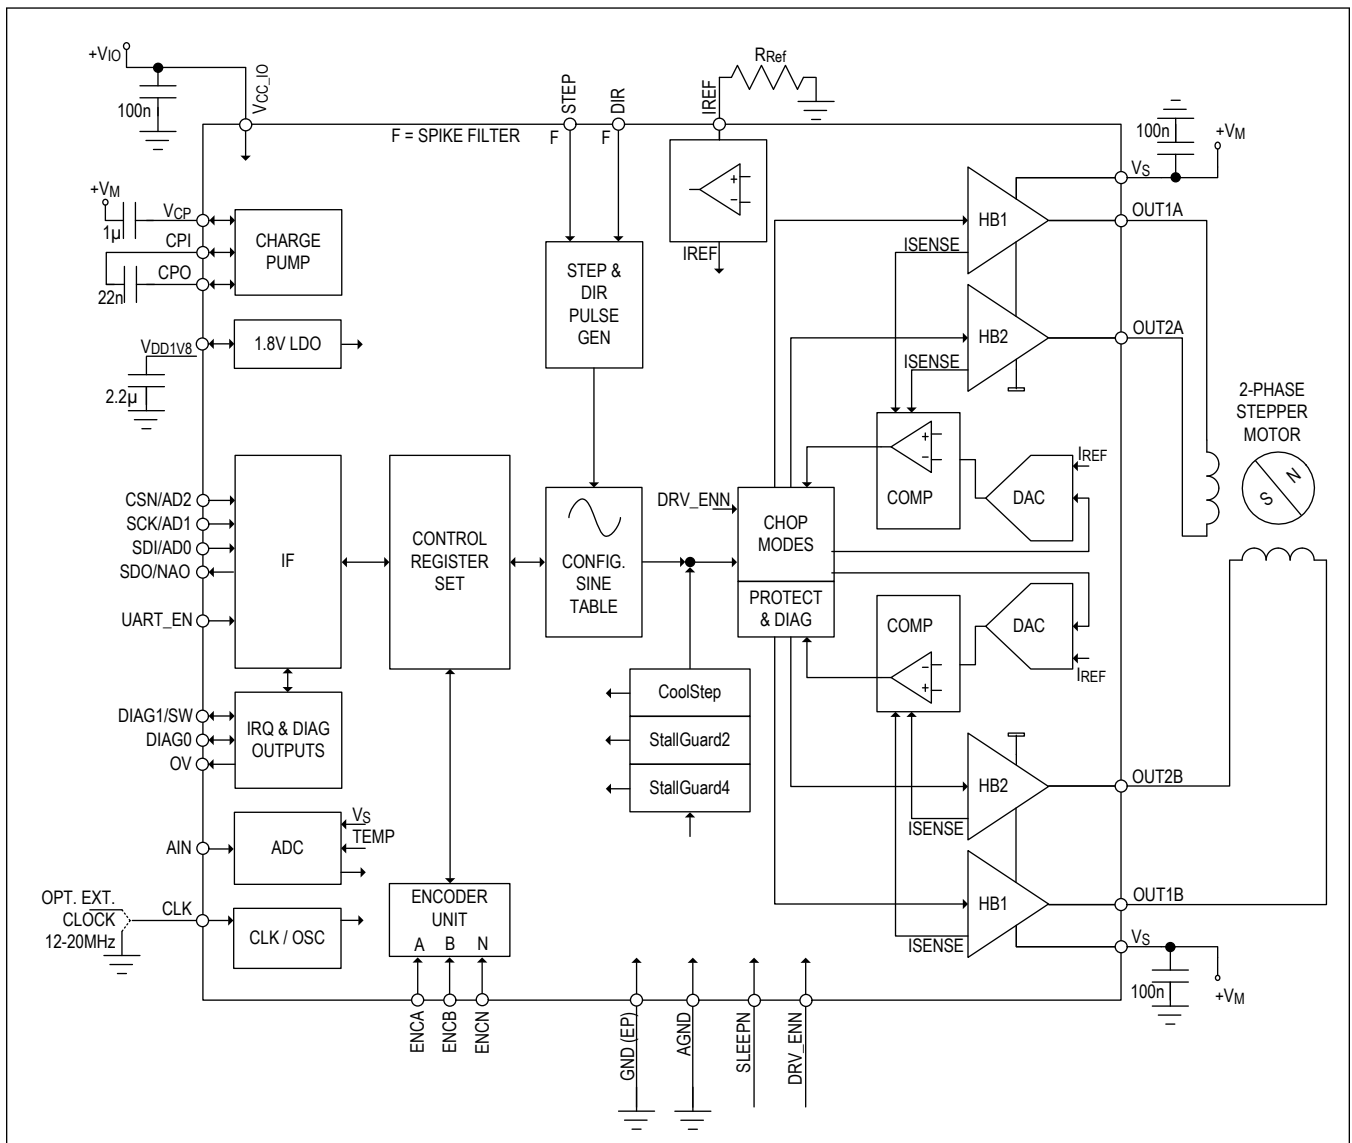 +VIO
100n
VCC_IO
F = SPIKE FILTER
STEP
F
DIR
F
IREF
RRef
IREF
100n
+VM
VS
+VM
1µ
VCP
CPI
CPO
22n
CHARGE
PUMP
VDD1V8
2.2µ
1.8V LDO
STEP &
DIR
PULSE
GEN
HB1
ISENSE
OUT1A
HB2
ISENSE
OUT2A
2-PHASE
STEPPER
MOTOR
S
N
COMP
+
−
DAC
IREF
CSN/AD2
SCK/AD1
SDI/AD0
SDO/NAO
UART_EN
IF
CONTROL
REGISTER
SET
CONFIG.
SINE
TABLE
DRV_ENN
CHOP
MODES
PROTECT
& DIAG
COMP
−
+
DAC
IREF
CoolStep
StallGuard2
StallGuard4
DIAG1/SW
DIAG0
OV
IRQ & DIAG
OUTPUTS
HB2
ISENSE
OUT2B
AIN
ADC
VS
TEMP
HB1
ISENSE
OUT1B
OPT. EXT.
CLOCK
12-20MHz
CLK
CLK / OSC
ENCODER
UNIT
A B N
VS
100n
+VM
ENCA
ENCB
ENCN
GND (EP)
AGND
SLEEPN
DRV_ENN
+
−